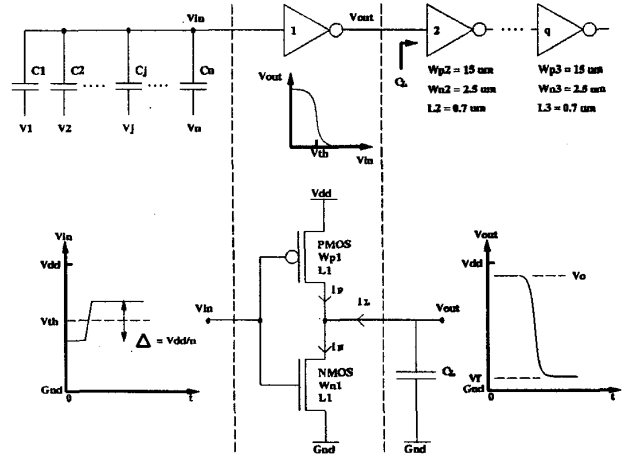 Vin
Vout
C1 C2 Cj Cn
V1 V2 Vj Vn
1
2
q
Wp2 = 15 um
Wn2 = 2.5 um
L2 = 0.7 um
Wp3 = 15 um
Wn3 = 2.5 um
L3 = 0.7 um
Vout
Vth
Vin
Vin
Vdd
Vth
Gnd
0
t
Δ = Vdd/n
Vdd
PMOS
Wp1
L1
Vin
IP
IL
Vout
IN
NMOS
Wn1
L1
Gnd
Gnd
Vout
Vdd
Vo
Vf
Gnd
0
t